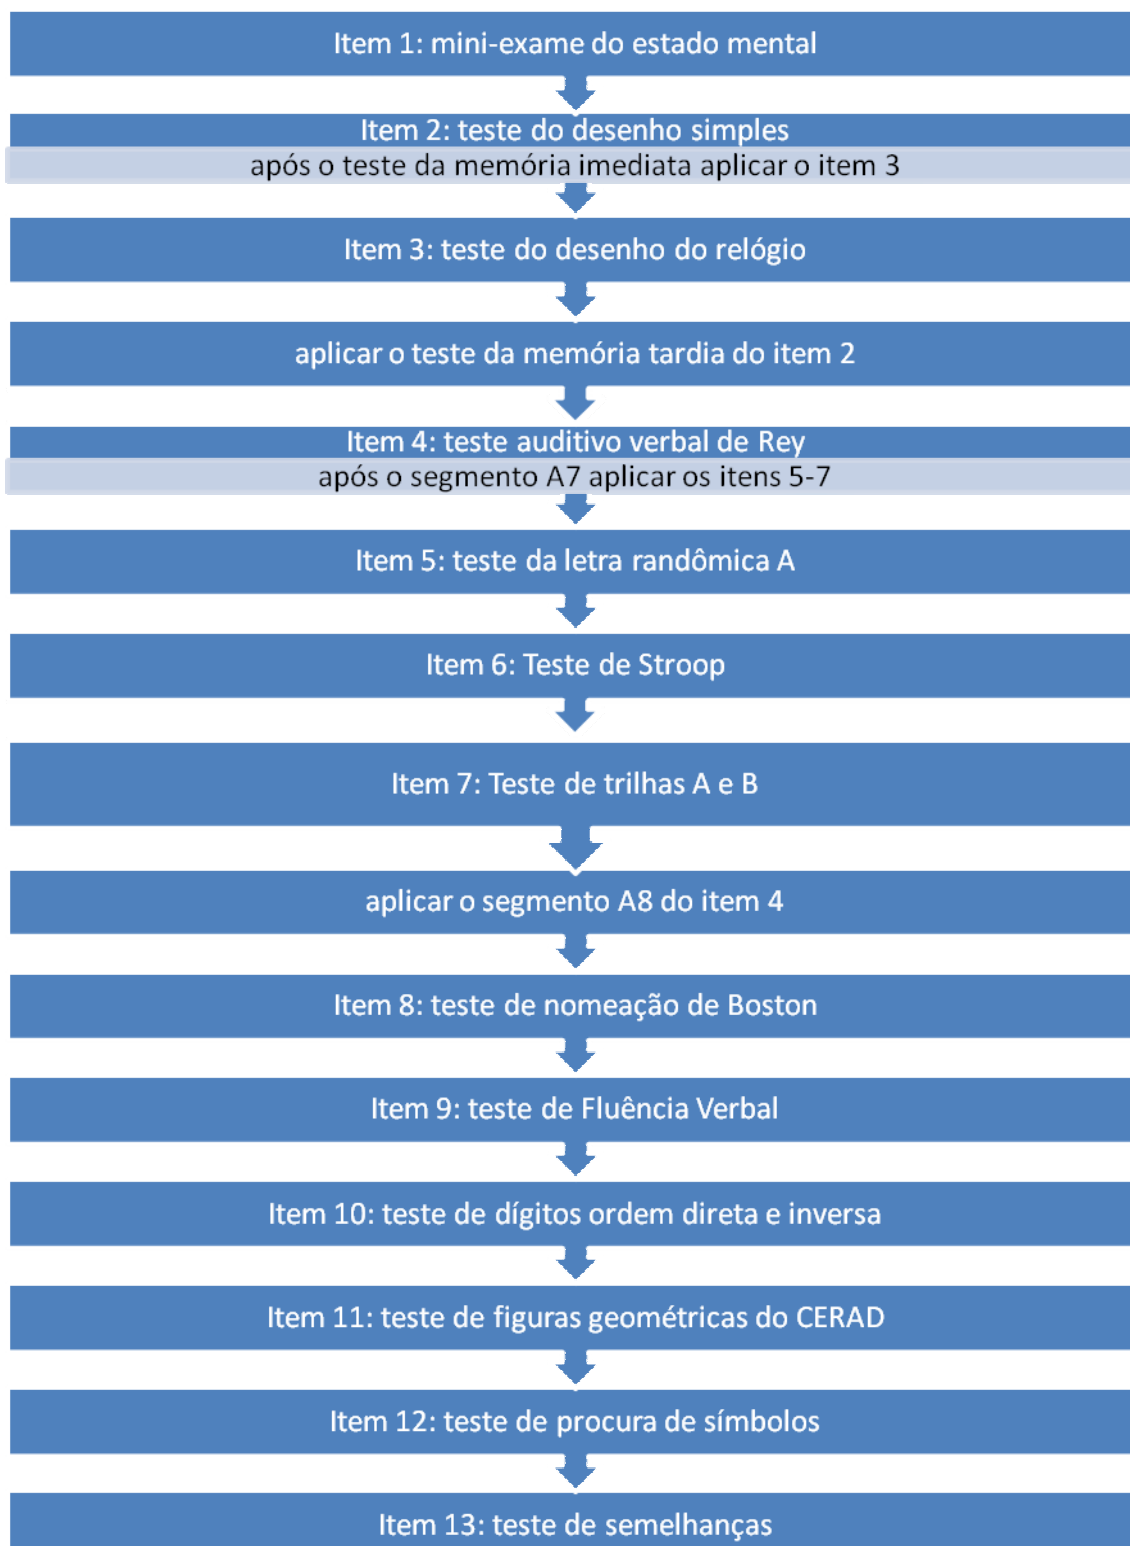 Item 1: mini-exame do estado mental
Item 2: teste do desenho simples
após o teste da memória imediata aplicar o item 3
Item 3: teste do desenho do relógio
aplicar o teste da memória tardia do item 2
Item 4: teste auditivo verbal de Rey
após o segmento A7 aplicar os itens 5-7
Item 5: teste da letra randômica A
Item 6: Teste de Stroop
Item 7: Teste de trilhas A e B
aplicar o segmento A8 do item 4
Item 8: teste de nomeação de Boston
Item 9: teste de Fluência Verbal
Item 10: teste de dígitos ordem direta e inversa
Item 11: teste de figuras geométricas do CERAD
Item 12: teste de procura de símbolos
Item 13: teste de semelhanças